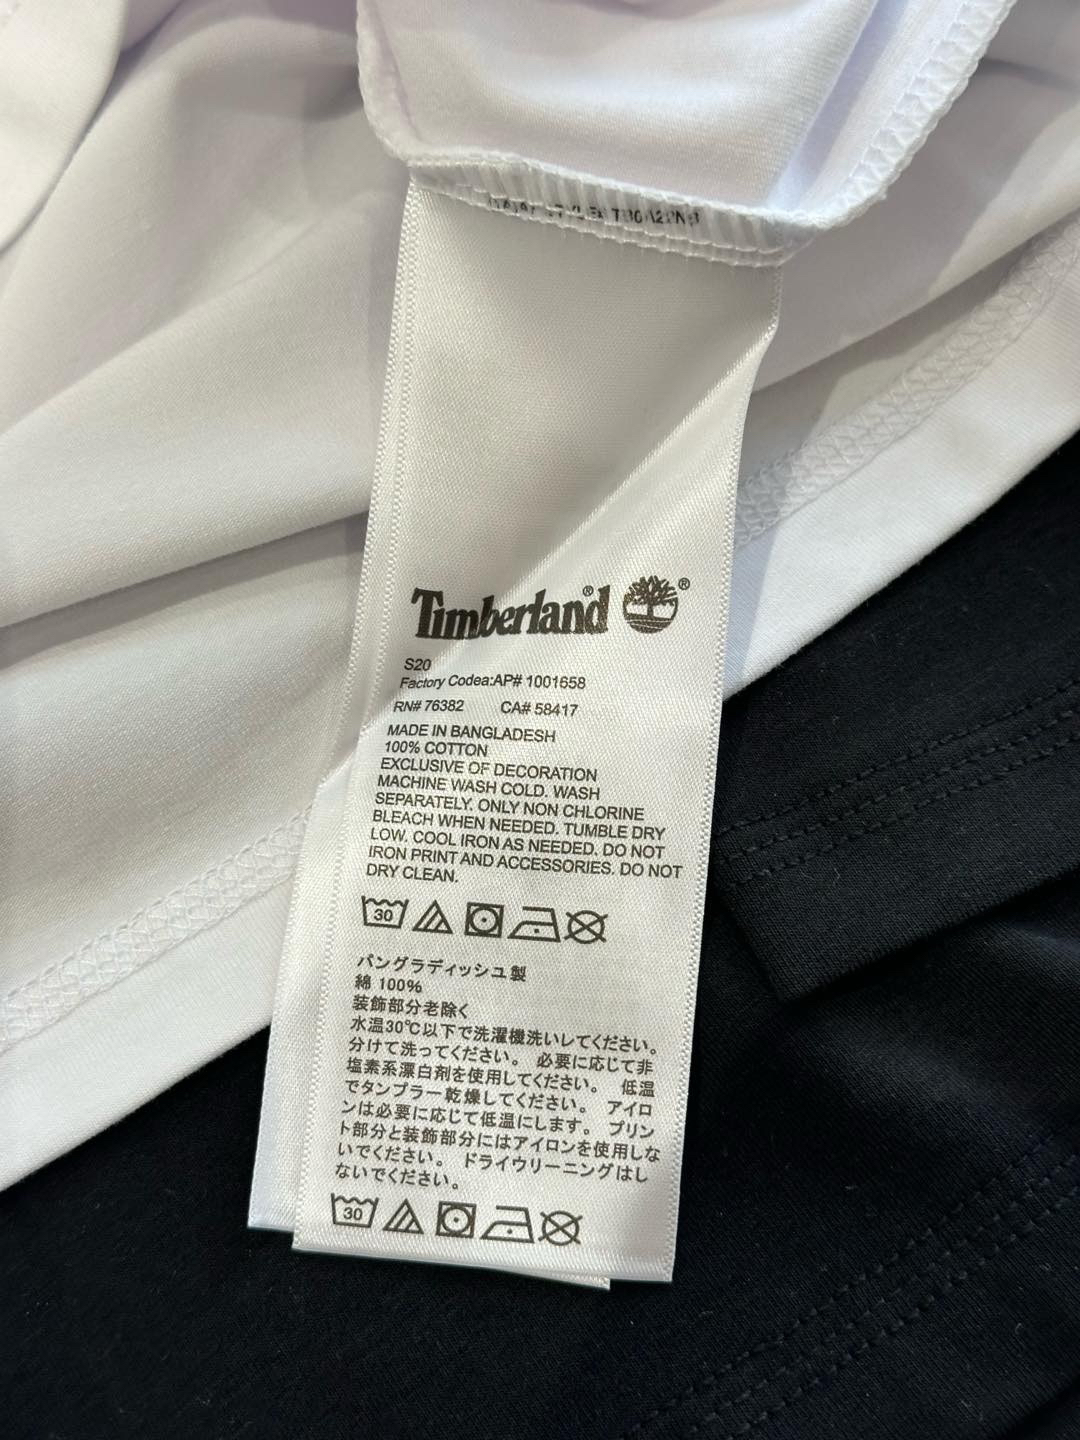 Timberland®
®
S20
Factory Codea:AP# 1001658
RN# 76382 CA# 58417
MADE IN BANGLADESH
100% COTTON
EXCLUSIVE OF DECORATION
MACHINE WASH COLD. WASH
SEPARATELY. ONLY NON CHLORINE
BLEACH WHEN NEEDED. TUMBLE DRY
LOW. COOL IRON AS NEEDED. DO NOT
IRON PRINT AND ACCESSORIES. DO NOT
DRY CLEAN.
30
バングラディッシユ製
綿 100%
装飾部分老除く
水温30℃以下で洗濯機洗いしてください。
分けて洗ってください。 必要に応じて非
塩素系漂白剤を使用してください。 低温
でタンブラー乾燥してください。 アイロ
ンは必要に応じて低温にします。 プリン
ト部分と装飾部分にはアイロンを使用しな
いでください。 ドライウリーニングはし
ないでください。
30